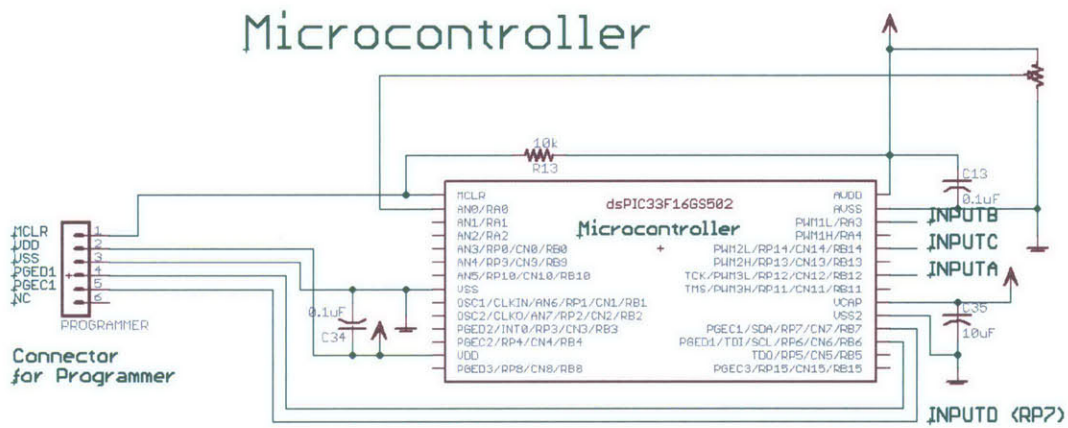 Microcontroller
10k
R13
C13
0.1uF
dsPIC33F16GS502
Microcontroller
MCLR
AN0/RA0
AN1/RA1
AN2/RA2
AN3/RP0/CN0/RB0
AN4/RP9/CN9/RB9
AN5/RP10/CN10/RB10
VSS
OSC1/CLKIN/AN6/RP1/CN1/RB1
OSC2/CLKO/AN7/RP2/CN2/RB2
PGED2/INT0/RP3/CN3/RB3
PGEC2/RP4/CN4/RB4
VDD
PGED3/RP8/CN8/RB8
AVDD
AVSS
PWM1L/RA3
PWM1H/RA4
PWM2L/RP14/CN14/RB14
PWM2H/RP13/CN13/RB13
TCK/PWM3L/RP12/CN12/RB12
TMS/PWM3H/RP11/CN11/RB11
VCAP
VSS2
PGEC1/SDA/RP7/CN7/RB7
PGED1/TDI/SCL/RP6/CN6/RB6
TDO/RP5/CN5/RB5
PGEC3/RP15/CN15/RB15
INPUTB
INPUTC
INPUTA
MCLR 1
VDD 2
VSS 3
PGED1 4
PGEC1 5
NC 6
PROGRAMMER
0.1uF
C34
C35
10uF
Connector
for Programmer
INPUTD (RP7)